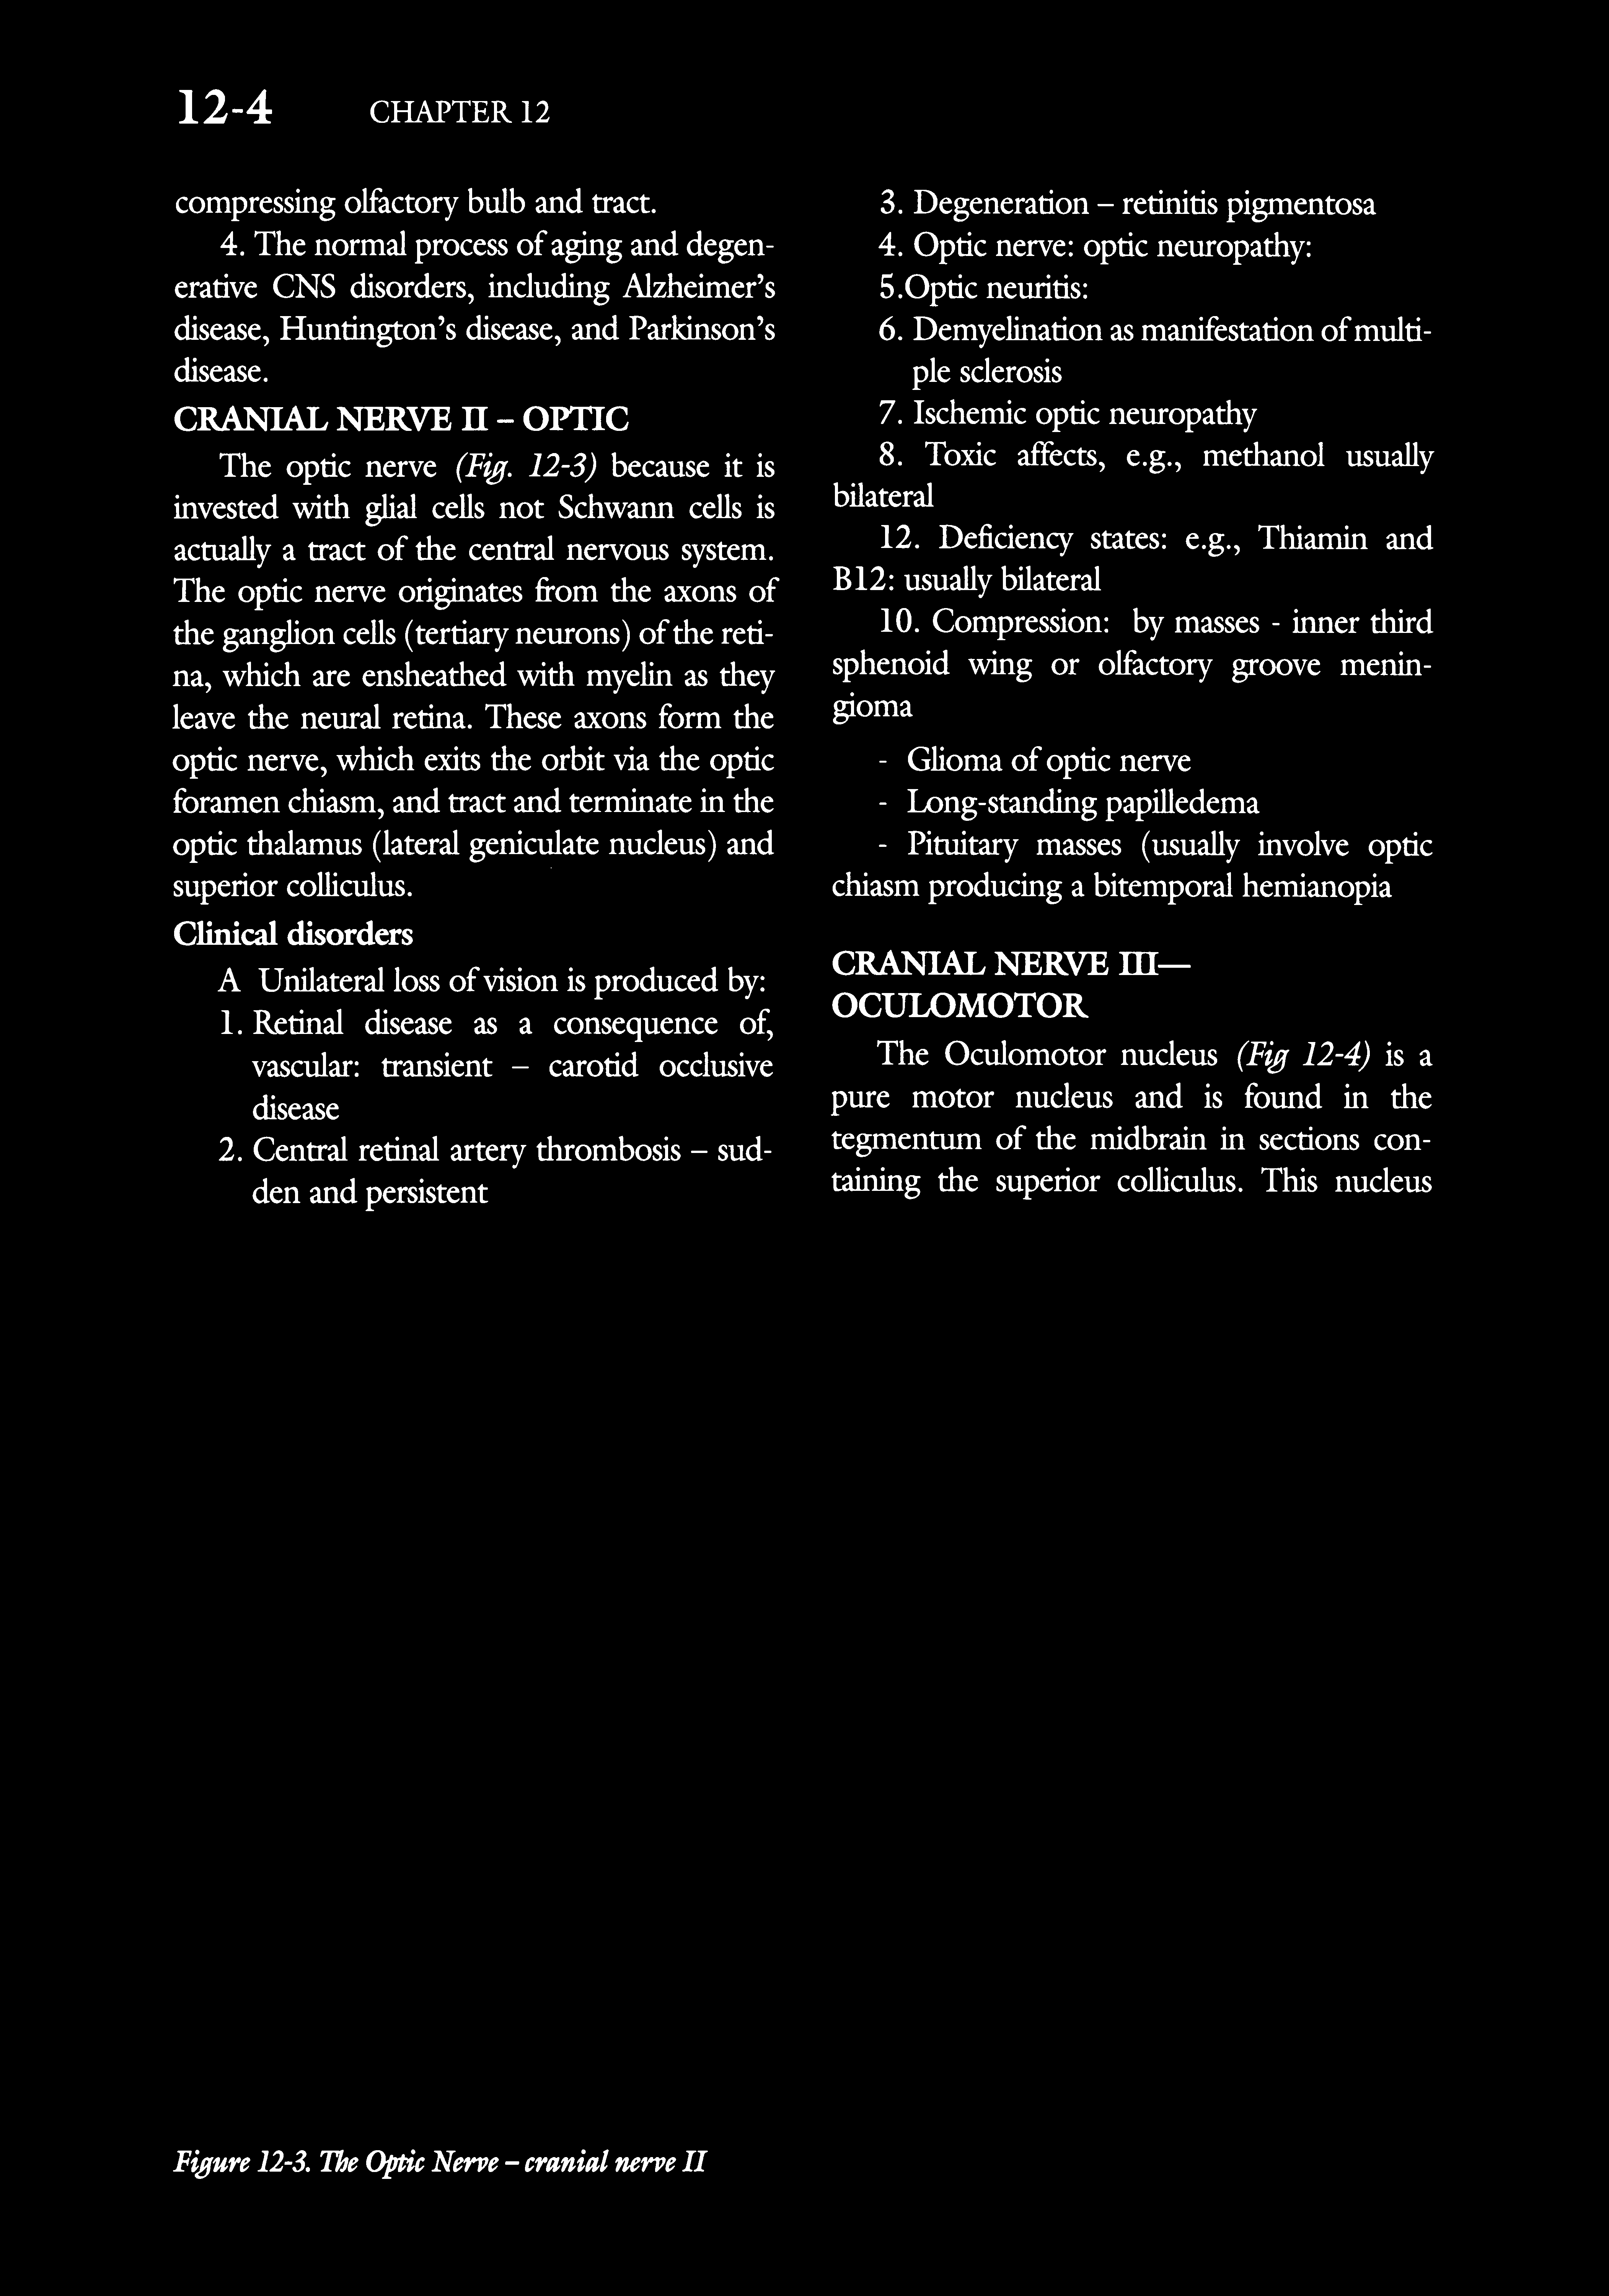 12-4 CHAPTER 12
compressing olfactory bulb and tract.
4. The normal process of aging and degen-
erative CNS disorders, including Alzheimer's
disease, Huntington's disease, and Parkinson's
disease.
CRANIAL NERVE II – OPTIC
The optic nerve (Fig. 12-3) because it is
invested with glial cells not Schwann cells is
actually a tract of the central nervous system.
The optic nerve originates from the axons of
the ganglion cells (tertiary neurons) of the reti-
na, which are ensheathed with myelin as they
leave the neural retina. These axons form the
optic nerve, which exits the orbit via the optic
foramen chiasm, and tract and terminate in the
optic thalamus (lateral geniculate nucleus) and
superior colliculus.
Clinical disorders
A Unilateral loss of vision is produced by:
1. Retinal disease as a consequence of,
vascular: transient – carotid occlusive
disease
2. Central retinal artery thrombosis – sud-
den and persistent
3. Degeneration – retinitis pigmentosa
4. Optic nerve: optic neuropathy:
5.Optic neuritis:
6. Demyelination as manifestation of multi-
ple sclerosis
7. Ischemic optic neuropathy
8. Toxic affects, e.g., methanol usually
bilateral
12. Deficiency states: e.g., Thiamin and
B12: usually bilateral
10. Compression: by masses - inner third
sphenoid wing or olfactory groove menin-
gioma
- Glioma of optic nerve
- Long-standing papilledema
- Pituitary masses (usually involve optic
chiasm producing a bitemporal hemianopia
CRANIAL NERVE III—
OCULOMOTOR
The Oculomotor nucleus (Fig 12-4) is a
pure motor nucleus and is found in the
tegmentum of the midbrain in sections con-
taining the superior colliculus. This nucleus
Figure 12-3. The Optic Nerve – cranial nerve II